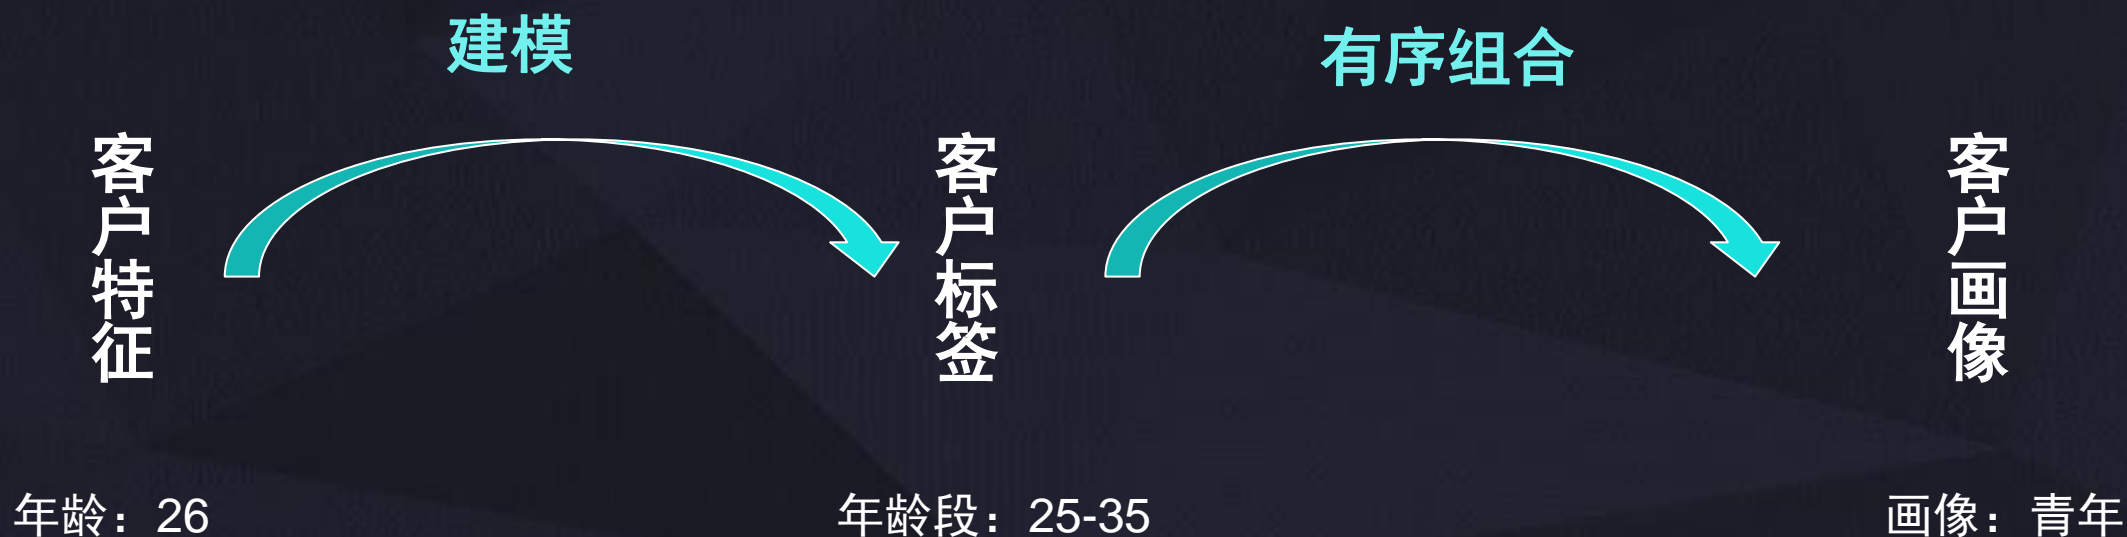 建模
有序组合
客户特征
客户标签
客户画像
年龄：26
年龄段：25-35
画像：青年